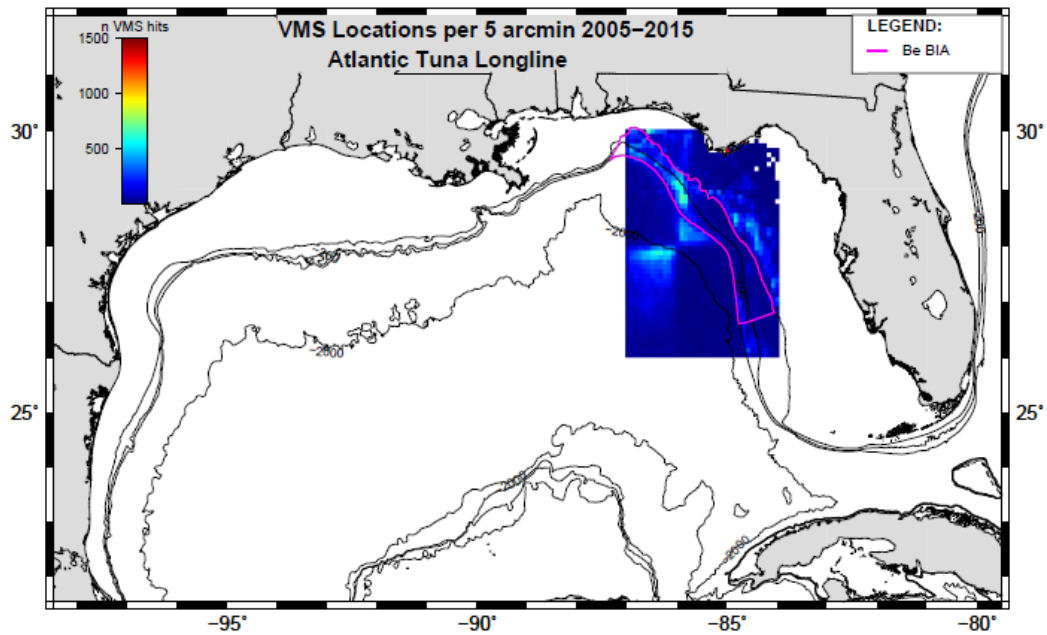 n VMS hits
1500
1000
500
VMS Locations per 5 arcmin 2005−2015
Atlantic Tuna Longline
LEGEND:
Be BIA
30°
30°
−2000
25°
25°
−2000
−2000
−95°
−90°
−85°
−80°